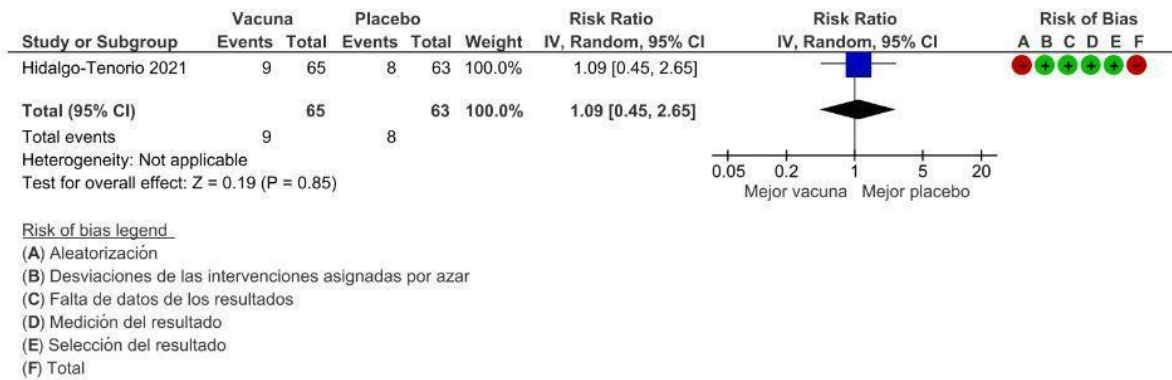 Vacuna Placebo Risk Ratio Risk Ratio Risk of Bias
Study or Subgroup Events Total Events Total Weight IV, Random, 95% CI IV, Random, 95% CI A B C D E F
Hidalgo-Tenorio 2021 9 65 8 63 100.0% 1.09 [0.45, 2.65] - + + + + -
Total (95% CI) 65 63 100.0% 1.09 [0.45, 2.65]
Total events 9 8
Heterogeneity: Not applicable
Test for overall effect: Z = 0.19 (P = 0.85)
0.05 0.2 1 5 20
Mejor vacuna Mejor placebo
Risk of bias legend
(A) Aleatorización
(B) Desviaciones de las intervenciones asignadas por azar
(C) Falta de datos de los resultados
(D) Medición del resultado
(E) Selección del resultado
(F) Total